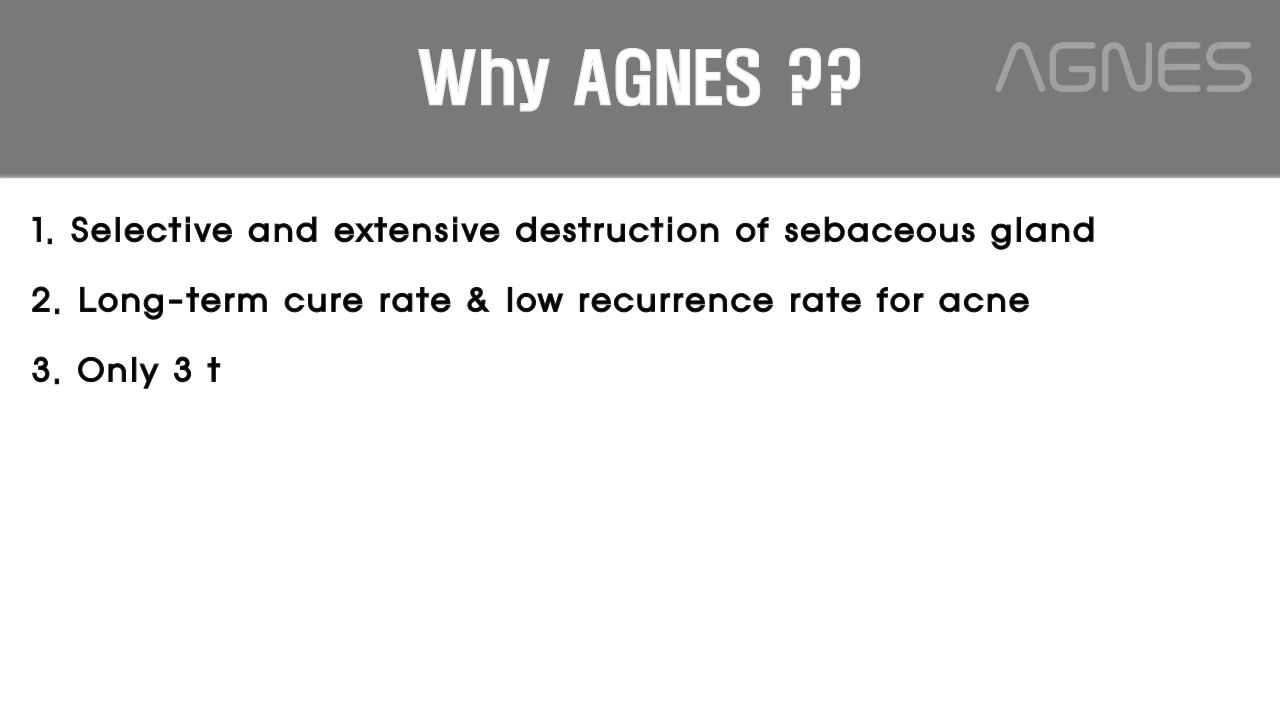 Why AGNES ??
AGNES
1. Selective and extensive destruction of sebaceous gland
2. Long-term cure rate & low recurrence rate for acne
3. Only 3 t